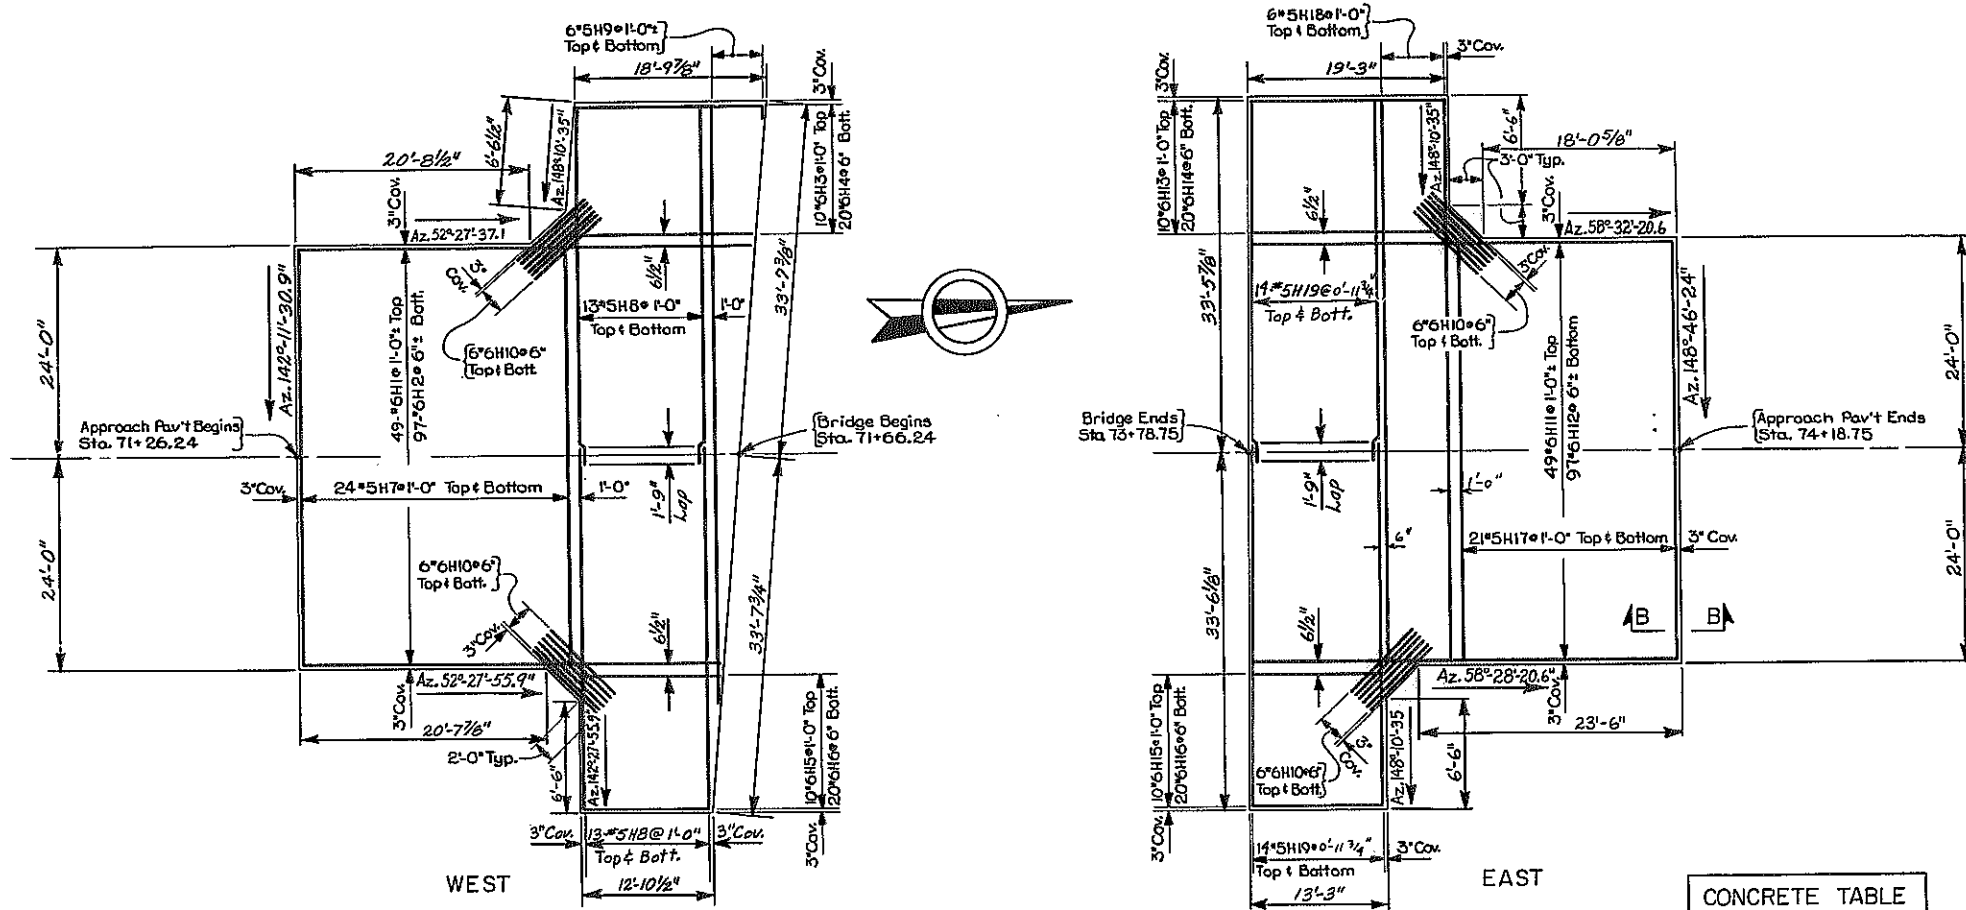 6#5H9@1'-0"±
Top & Bottom
18'-9 7/8"
3" Cov.
6'-6 1/2"
Az. 148°-10'-35"
20'-8 1/2"
3" Cov.
Az. 52°-27'-37.1
10#6H3@1'-0" Top
20#6H4@6" Bott.
6 1/2"
33'-7 3/8"
3" Cov.
24'-0"
Az. 142°-11'-30.9"
49-#6H1@1'-0"± Top
97-#6H2@6"± Bott.
13#5H8@1'-0"
Top & Bottom
1'-0"
6#6H10@6"
Top & Bott.
Approach Pav't Begins
Sta. 71+26.24
Bridge Begins
Sta. 71+66.24
3" Cov.
24#5H7@1'-0" Top & Bottom
1'-0"
1'-9"
Lap
24'-0"
6#6H10@6"
Top & Bott.
3" Cov.
6 1/2"
33'-7 3/4"
Az. 52°-27'-55.9"
3" Cov.
20'-7 7/8"
2'-0" Typ.
6'-6"
Az. 142°-27'-55.9"
10#6H5@1'-0" Top
20#6H6@6" Bott.
3" Cov.
13-#5H8@1'-0"
Top & Bott.
3" Cov.
3" Cov.
12'-10 1/2"
WEST
6#5H18@1'-0"
Top & Bottom
3" Cov.
19'-3"
3" Cov.
10#6H13@1'-0" Top
20#6H14@6" Bott.
Az. 148°-10'-35"
6'-6"
18'-0 5/8"
3'-0" Typ.
3" Cov.
Az. 58°-32'-20.6
6 1/2"
33'-5 7/8"
14-#5H19@0'-11 3/4"
Top & Bott.
3" Cov.
6#6H10@6"
Top & Bott.
49#6H11@1'-0"± Top
97#6H12@6"± Bottom
Az. 148°-46'-24"
24'-0"
Bridge Ends
Sta 73+78.75
Approach Pav't Ends
Sta. 74+18.75
1'-9"
Lap
1'-0"
6"
21#5H17@1'-0" Top & Bottom
3" Cov.
24'-0"
33'-6 1/8"
6 1/2"
B B
Az. 58°-28'-20.6"
3" Cov.
23'-6"
10#6H15@1'-0" Top
20#6H16@6" Bott.
6#6H10@6"
Top & Bott.
3" Cov.
Az. 148°-10'-35
6'-6"
3" Cov.
14#5H19@0'-11 3/4"
Top & Bottom
3" Cov.
13'-3"
EAST
CONCRETE TABLE